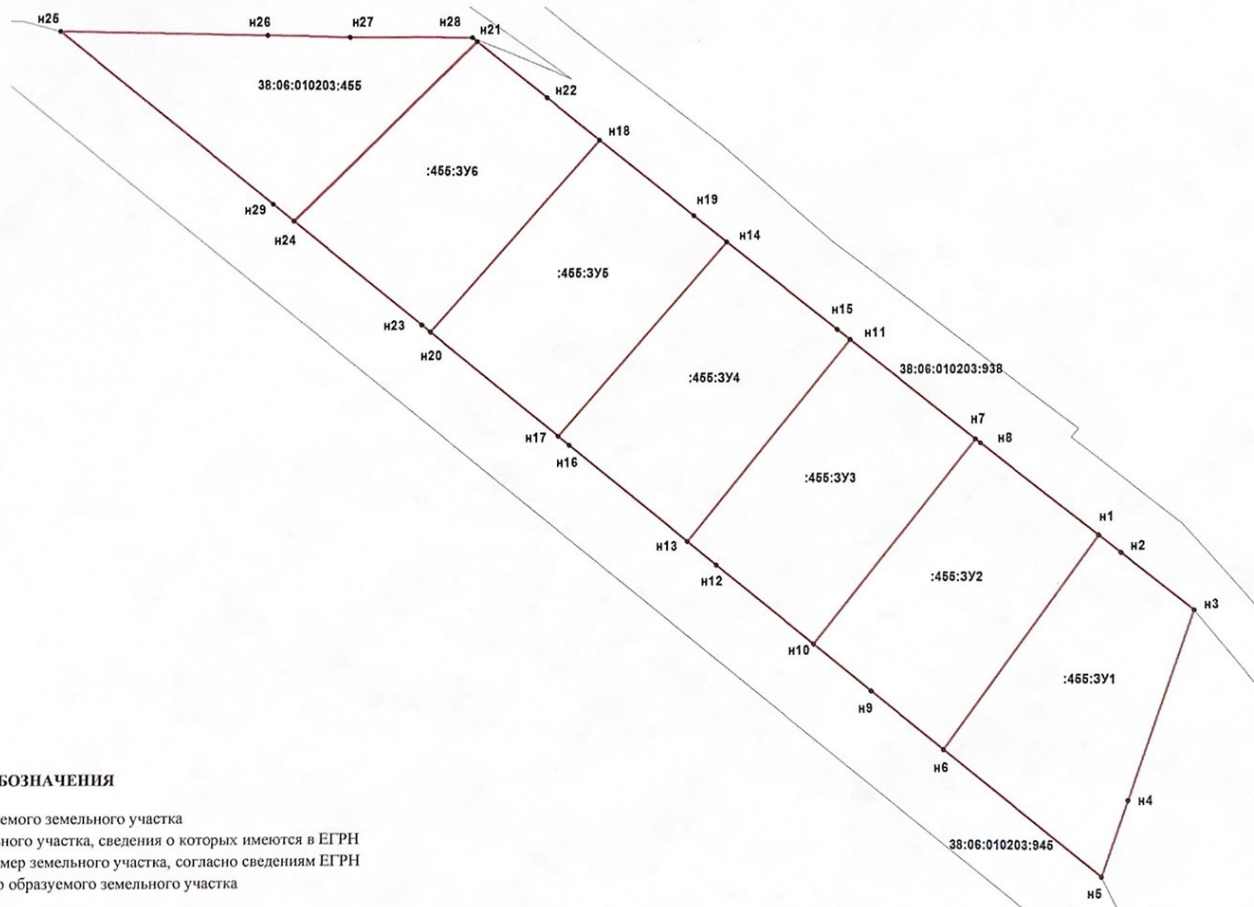 н25
н26
н27
н28
н21
38:06:010203:455
н22
н18
:455:ЗУ6
н29
н19
н24
н14
:455:ЗУ5
н23
н15
н20
н11
38:06:010203:938
:455:ЗУ4
н17
н7
н8
н16
:455:ЗУ3
н1
н13
н2
н12
:455:ЗУ2
н3
н10
:455:ЗУ1
н9
н6
БОЗНАЧЕНИЯ
н4
емого земельного участка
ного участка, сведения о которых имеются в ЕГРН
38:06:010203:945
мер земельного участка, согласно сведениям ЕГРН
р образуемого земельного участка
н5